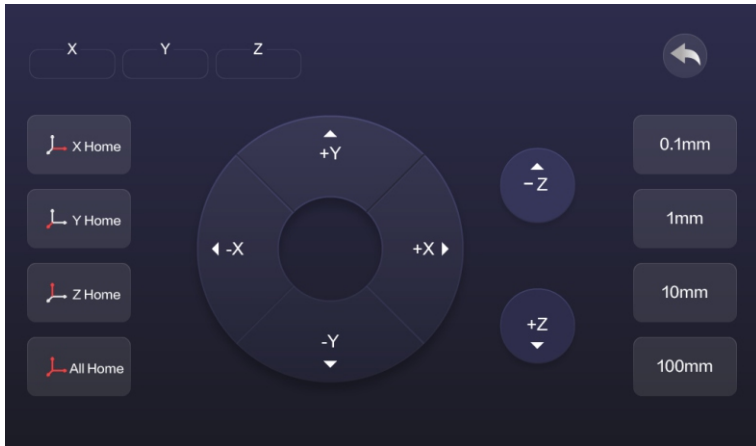 X Y Z
X Home
+Y
0.1mm
−Z
Y Home
1mm
-X
+X
Z Home
10mm
+Z
-Y
All Home
100mm